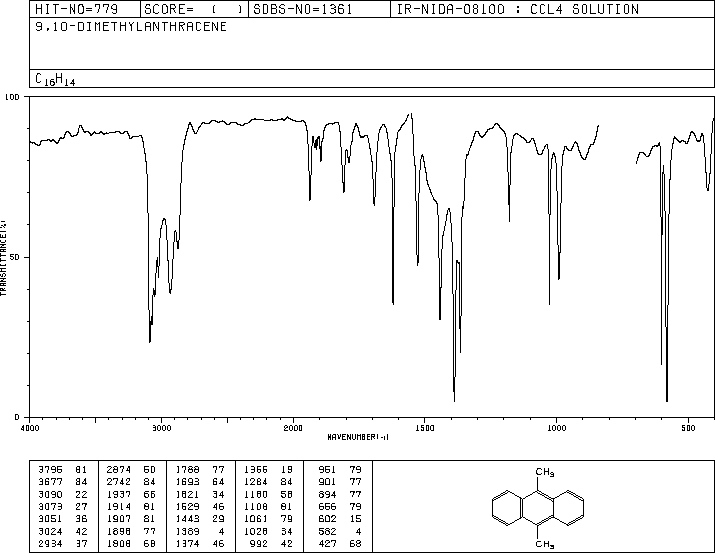 HIT-NO=779 SCORE= ( ) SDBS-NO=1361 IR-NIDA-08100 : CCL4 SOLUTION
9,10-DIMETHYLANTHRACENE
C16H14
100
50
0
TRANSMITTANCE(%)
4000 3000 2000 1500 1000 500
WAVENUMBER(-1)
3795 81 2874 50 1788 77 1366 19 951 79
3677 84 2742 84 1693 64 1284 84 901 77
3090 22 1937 66 1621 34 1180 58 894 77
3073 27 1914 81 1529 46 1108 81 656 79
3051 36 1907 81 1443 29 1061 79 602 15
3024 42 1898 77 1389 4 1028 34 582 4
2934 37 1808 68 1374 46 992 42 427 68
CH3
CH3